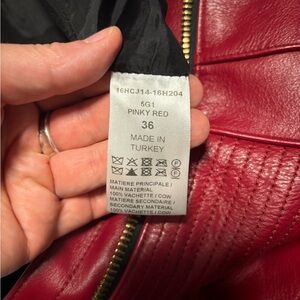 16HCJ14-16H204
6G1
PINKY RED
36
MADE IN
TURKEY
MATIERE PRINCIPALE /
MAIN MATERIAL
100% VACHETTE / COW
MATIERE SECONDAIRE /
SECONDARY MATERIAL
100% VACHETTE / COW